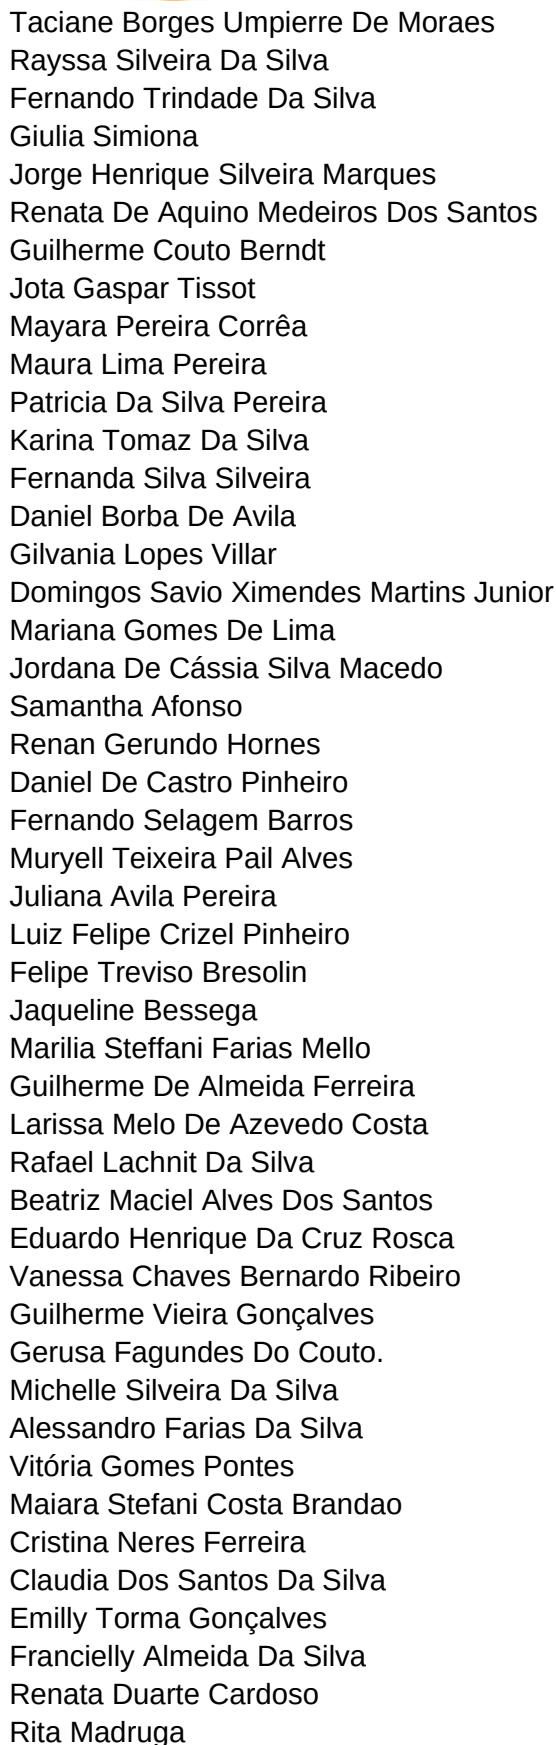 Taciane Borges Umpierre De Moraes
Rayssa Silveira Da Silva
Fernando Trindade Da Silva
Giulia Simiona
Jorge Henrique Silveira Marques
Renata De Aquino Medeiros Dos Santos
Guilherme Couto Berndt
Jota Gaspar Tissot
Mayara Pereira Corrêa
Maura Lima Pereira
Patricia Da Silva Pereira
Karina Tomaz Da Silva
Fernanda Silva Silveira
Daniel Borba De Avila
Gilvania Lopes Villar
Domingos Savio Ximendes Martins Junior
Mariana Gomes De Lima
Jordana De Cássia Silva Macedo
Samantha Afonso
Renan Gerundo Hornes
Daniel De Castro Pinheiro
Fernando Selagem Barros
Muryell Teixeira Pail Alves
Juliana Avila Pereira
Luiz Felipe Crizel Pinheiro
Felipe Treviso Bresolin
Jaqueline Bessega
Marilia Steffani Farias Mello
Guilherme De Almeida Ferreira
Larissa Melo De Azevedo Costa
Rafael Lachnit Da Silva
Beatriz Maciel Alves Dos Santos
Eduardo Henrique Da Cruz Rosca
Vanessa Chaves Bernardo Ribeiro
Guilherme Vieira Gonçalves
Gerusa Fagundes Do Couto.
Michelle Silveira Da Silva
Alessandro Farias Da Silva
Vitória Gomes Pontes
Maiara Stefani Costa Brandao
Cristina Neres Ferreira
Claudia Dos Santos Da Silva
Emilly Torma Gonçalves
Francielly Almeida Da Silva
Renata Duarte Cardoso
Rita Madruga